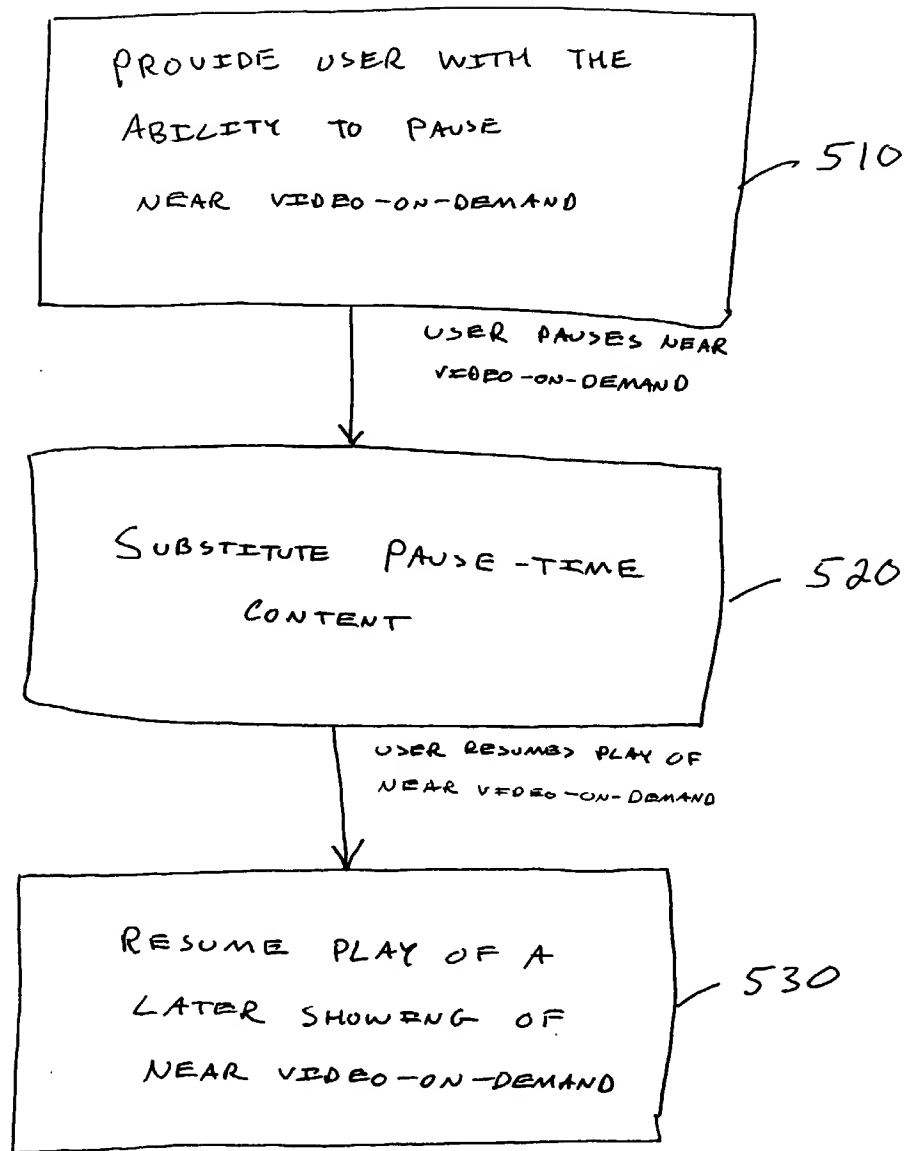 PROVIDE USER WITH THE
ABILITY TO PAUSE
NEAR VIDEO-ON-DEMAND
510
USER PAUSES NEAR
VIDEO-ON-DEMAND
SUBSTITUTE PAUSE-TIME
CONTENT
520
USER RESUMES PLAY OF
NEAR VIDEO-ON-DEMAND
RESUME PLAY OF A
LATER SHOWING OF
NEAR VIDEO-ON-DEMAND
530